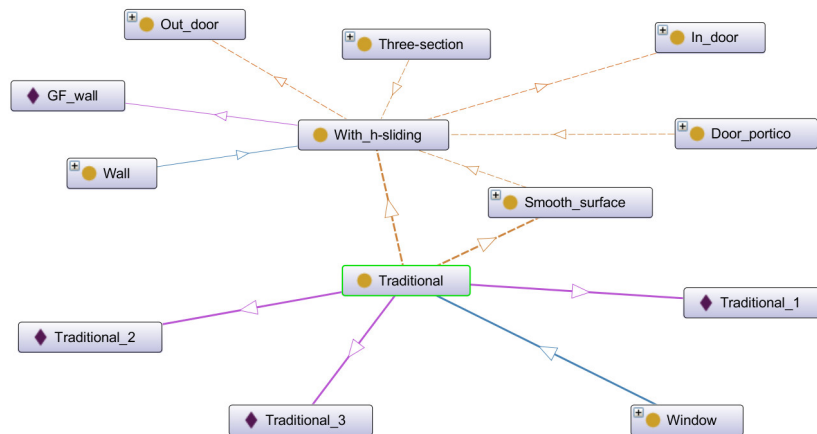 Out_door
Three-section
In_door
GF_wall
With_h-sliding
Door_portico
Wall
Smooth_surface
Traditional
Traditional_1
Traditional_2
Traditional_3
Window